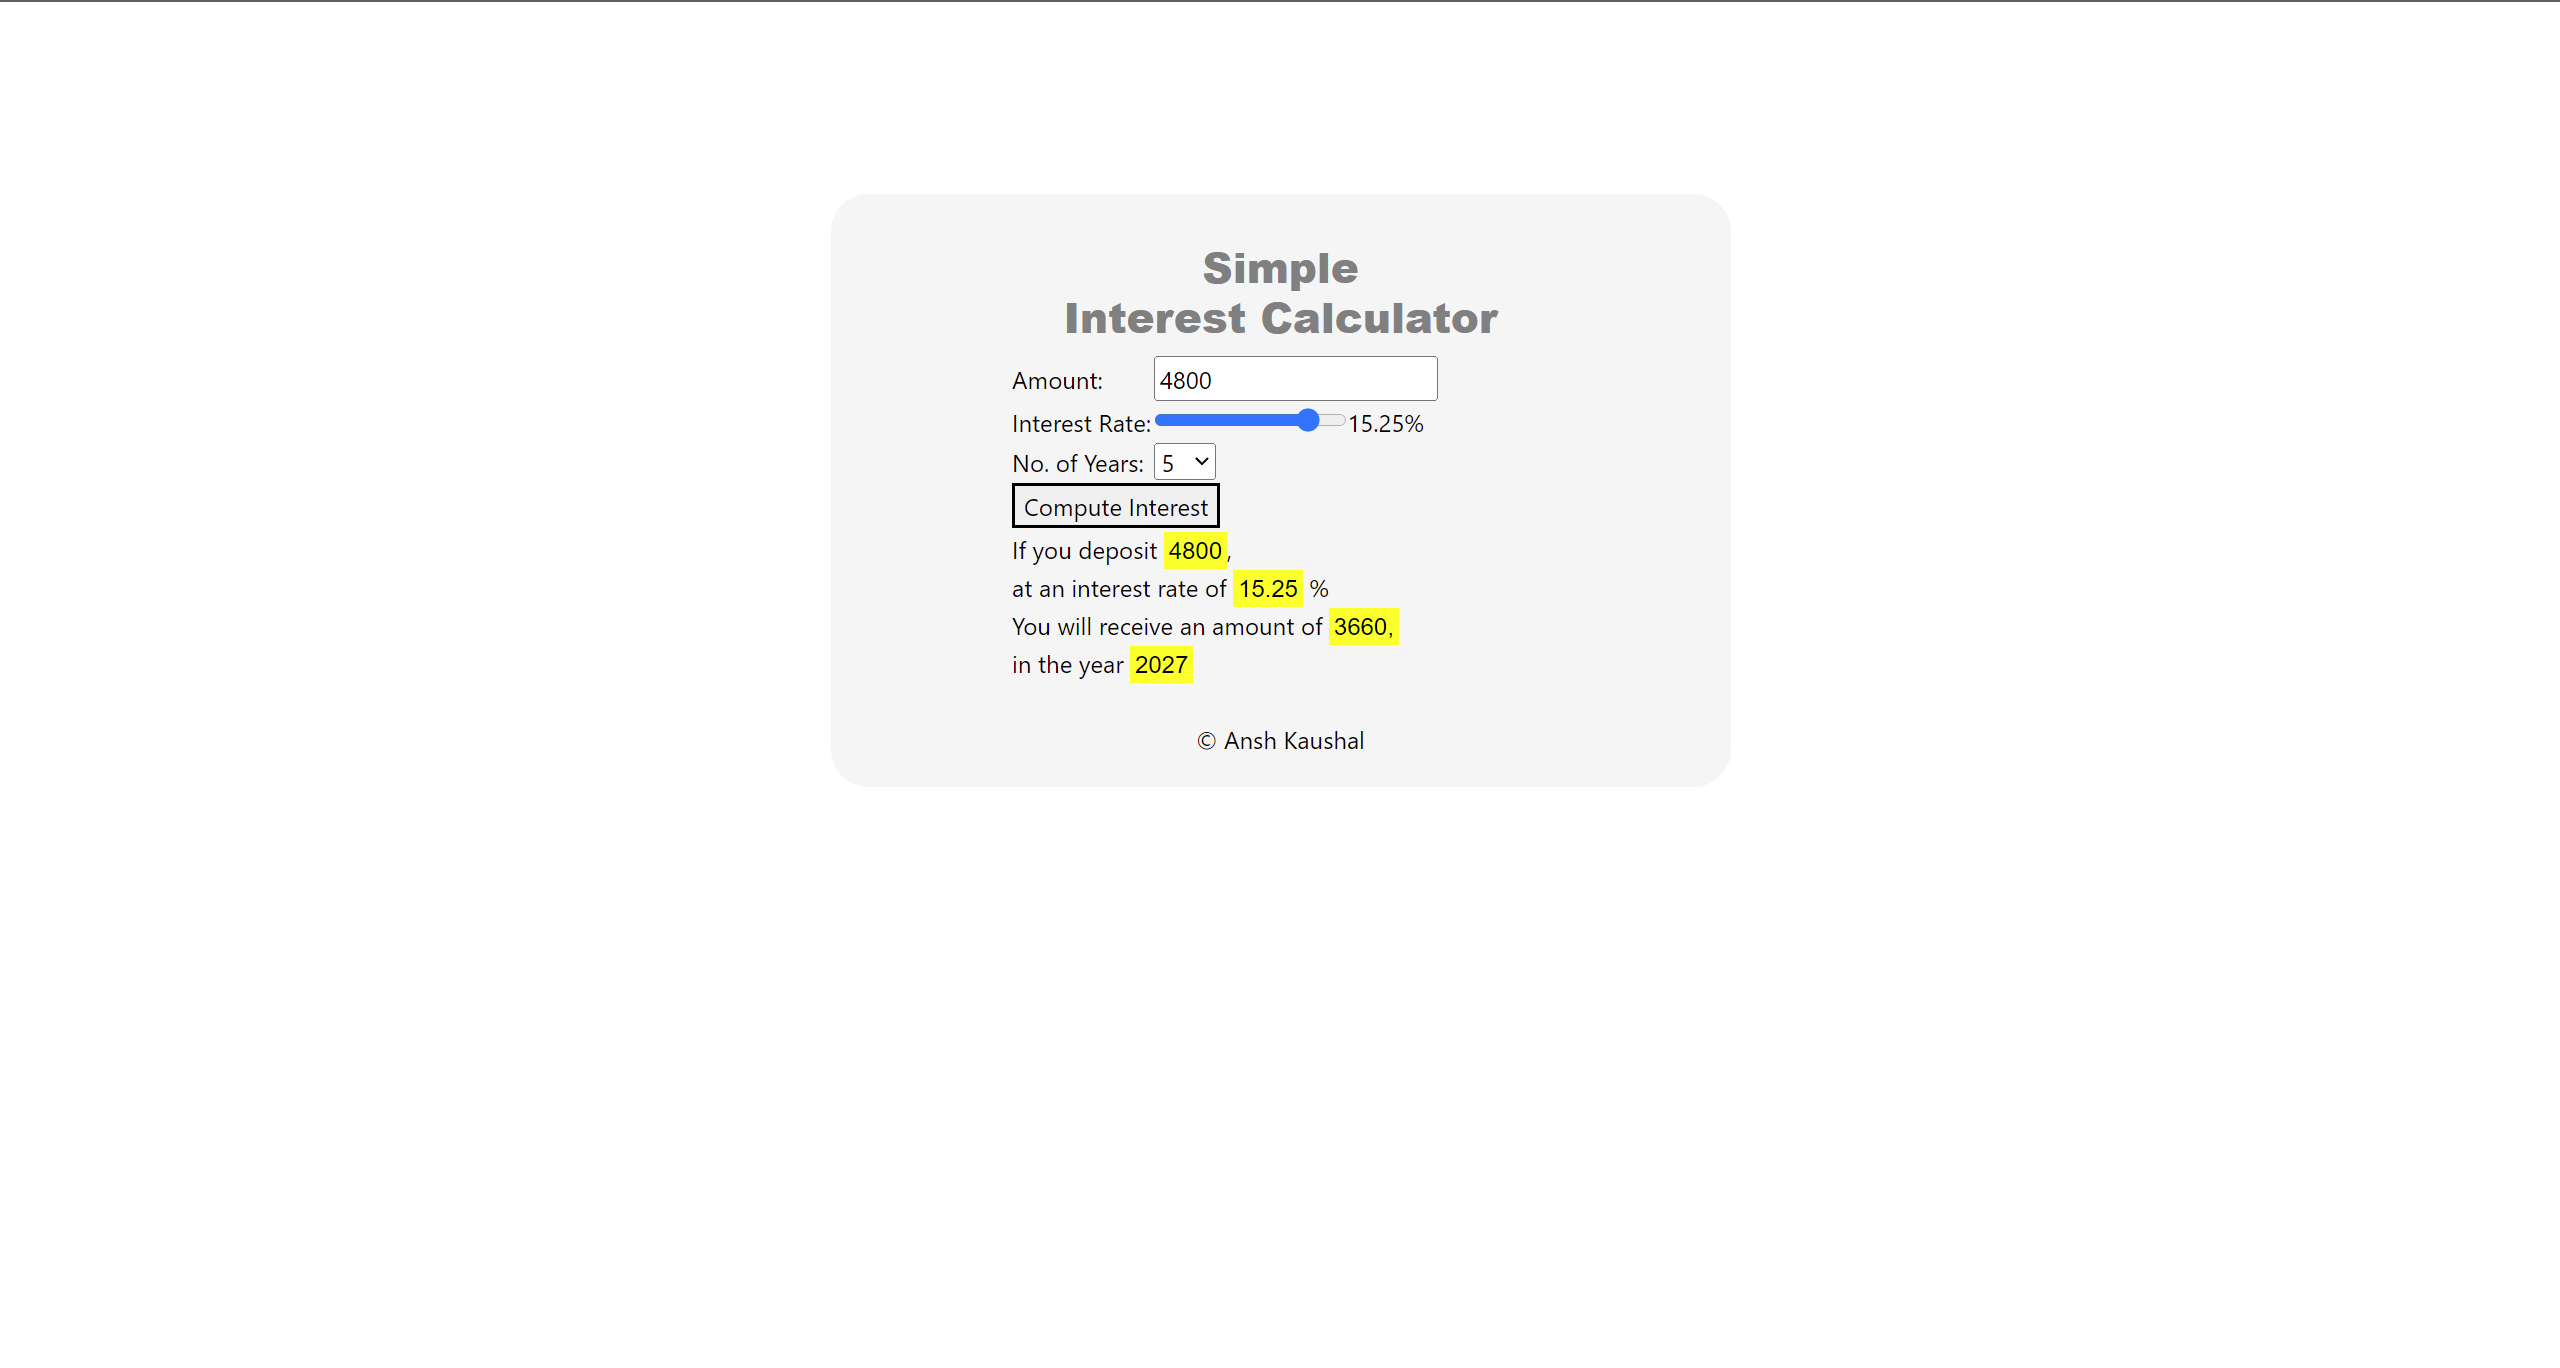 Simple
Interest Calculator
Amount: 4800
Interest Rate: 15.25%
No. of Years: 5
Compute Interest
If you deposit 4800,
at an interest rate of 15.25 %
You will receive an amount of 3660,
in the year 2027
© Ansh Kaushal